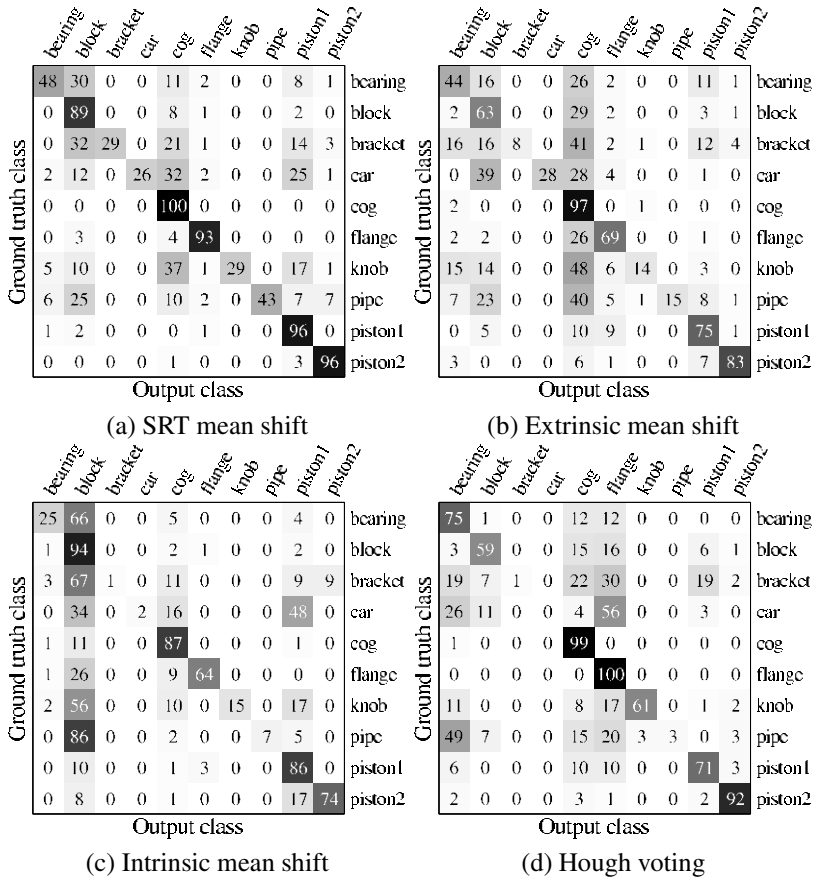 bearing block bracket car cog flange knob pipe piston1 piston2
48 30 0 0 11 2 0 0 8 1 bearing
0 89 0 0 8 1 0 0 2 0 block
0 32 29 0 21 1 0 0 14 3 bracket
2 12 0 26 32 2 0 0 25 1 car
0 0 0 0 100 0 0 0 0 0 cog
0 3 0 0 4 93 0 0 0 0 flange
5 10 0 0 37 1 29 0 17 1 knob
6 25 0 0 10 2 0 43 7 7 pipe
1 2 0 0 0 1 0 0 96 0 piston1
0 0 0 0 1 0 0 0 3 96 piston2
Ground truth class
Output class
(a) SRT mean shift
bearing block bracket car cog flange knob pipe piston1 piston2
44 16 0 0 26 2 0 0 11 1 bearing
2 63 0 0 29 2 0 0 3 1 block
16 16 8 0 41 2 1 0 12 4 bracket
0 39 0 28 28 4 0 0 1 0 car
2 0 0 0 97 0 1 0 0 0 cog
2 2 0 0 26 69 0 0 1 0 flange
15 14 0 0 48 6 14 0 3 0 knob
7 23 0 0 40 5 1 15 8 1 pipe
0 5 0 0 10 9 0 0 75 1 piston1
3 0 0 0 6 1 0 0 7 83 piston2
Ground truth class
Output class
(b) Extrinsic mean shift
bearing block bracket car cog flange knob pipe piston1 piston2
25 66 0 0 5 0 0 0 4 0 bearing
1 94 0 0 2 1 0 0 2 0 block
3 67 1 0 11 0 0 0 9 9 bracket
0 34 0 2 16 0 0 0 48 0 car
1 11 0 0 87 0 0 0 1 0 cog
1 26 0 0 9 64 0 0 0 0 flange
2 56 0 0 10 0 15 0 17 0 knob
0 86 0 0 2 0 0 7 5 0 pipe
0 10 0 0 1 3 0 0 86 0 piston1
0 8 0 0 1 0 0 0 17 74 piston2
Ground truth class
Output class
(c) Intrinsic mean shift
bearing block bracket car cog flange knob pipe piston1 piston2
75 1 0 0 12 12 0 0 0 0 bearing
3 59 0 0 15 16 0 0 6 1 block
19 7 1 0 22 30 0 0 19 2 bracket
26 11 0 0 4 56 0 0 3 0 car
1 0 0 0 99 0 0 0 0 0 cog
0 0 0 0 0 100 0 0 0 0 flange
11 0 0 0 8 17 61 0 1 2 knob
49 7 0 0 15 20 3 3 0 3 pipe
6 0 0 0 10 10 0 0 71 3 piston1
2 0 0 0 3 1 0 0 2 92 piston2
Ground truth class
Output class
(d) Hough voting